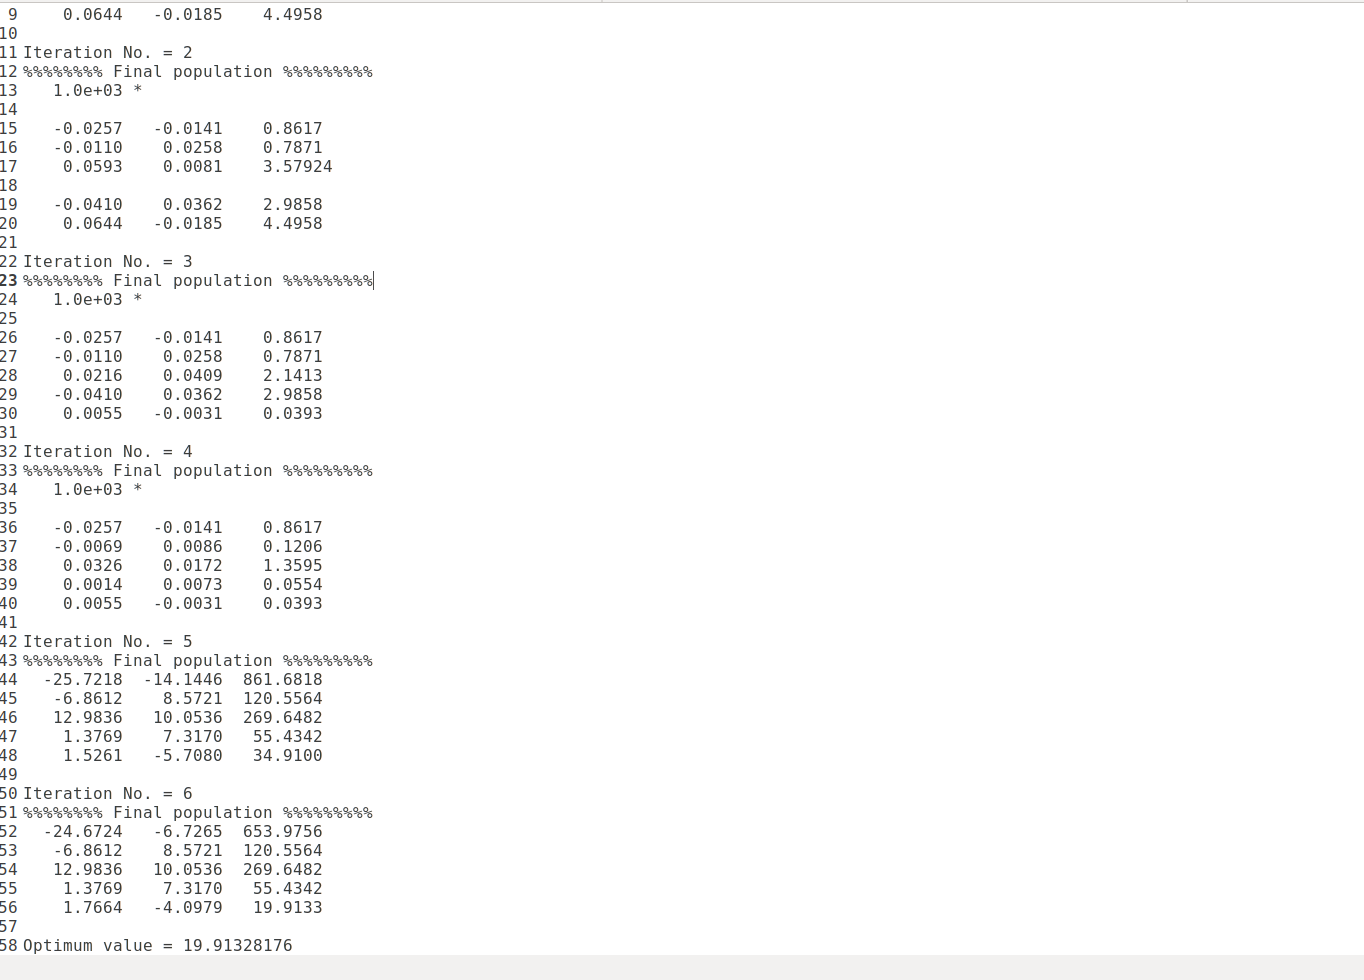 9    0.0644   -0.0185    4.4958
10
11 Iteration No. = 2
12 %%%%%%%% Final population %%%%%%%%%
13   1.0e+03 *
14
15   -0.0257   -0.0141    0.8617
16   -0.0110    0.0258    0.7871
17    0.0593    0.0081    3.57924
18
19   -0.0410    0.0362    2.9858
20    0.0644   -0.0185    4.4958
21
22 Iteration No. = 3
23 %%%%%%%% Final population %%%%%%%%%
24   1.0e+03 *
25
26   -0.0257   -0.0141    0.8617
27   -0.0110    0.0258    0.7871
28    0.0216    0.0409    2.1413
29   -0.0410    0.0362    2.9858
30    0.0055   -0.0031    0.0393
31
32 Iteration No. = 4
33 %%%%%%%% Final population %%%%%%%%%
34   1.0e+03 *
35
36   -0.0257   -0.0141    0.8617
37   -0.0069    0.0086    0.1206
38    0.0326    0.0172    1.3595
39    0.0014    0.0073    0.0554
40    0.0055   -0.0031    0.0393
41
42 Iteration No. = 5
43 %%%%%%%% Final population %%%%%%%%%
44  -25.7218  -14.1446  861.6818
45   -6.8612    8.5721  120.5564
46   12.9836   10.0536  269.6482
47    1.3769    7.3170   55.4342
48    1.5261   -5.7080   34.9100
49
50 Iteration No. = 6
51 %%%%%%%% Final population %%%%%%%%%
52  -24.6724   -6.7265  653.9756
53   -6.8612    8.5721  120.5564
54   12.9836   10.0536  269.6482
55    1.3769    7.3170   55.4342
56    1.7664   -4.0979   19.9133
57
58 Optimum value = 19.91328176